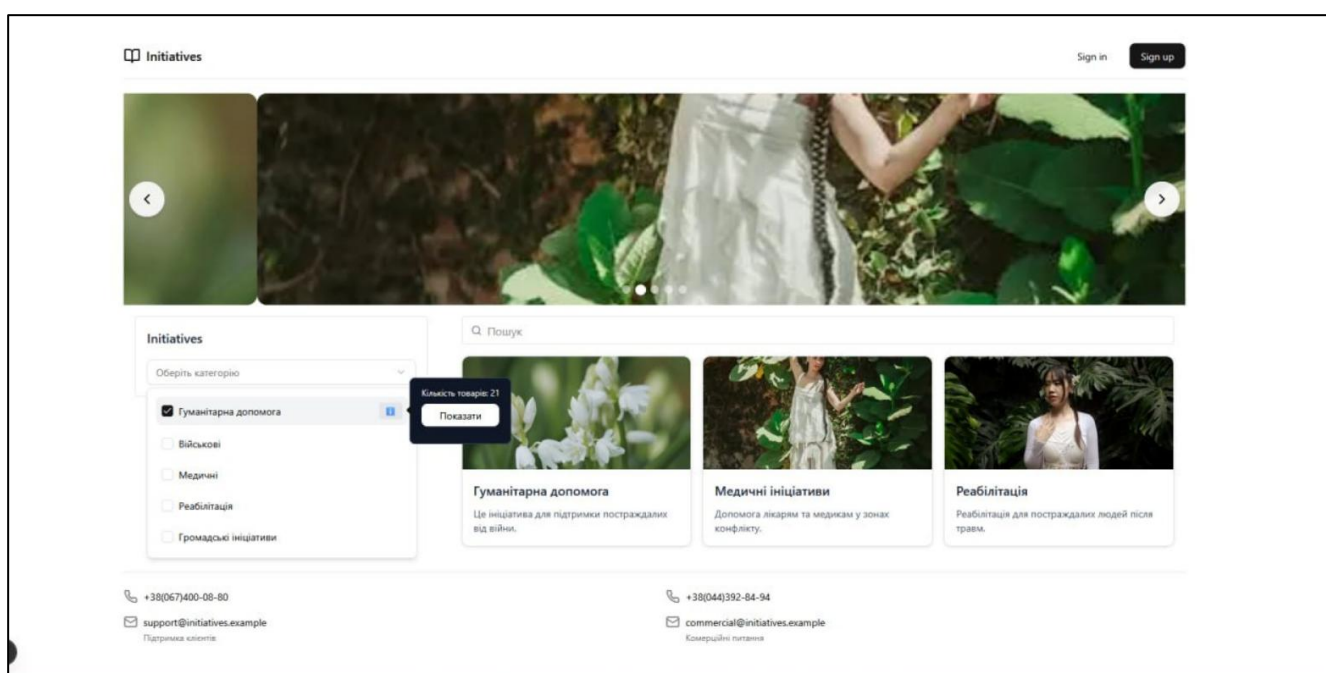 Initiatives
Sign in
Sign up
Initiatives
Оберіть категорію
Гуманітарна допомога
Військові
Медичні
Реабілітація
Громадські ініціативи
Кількість товарів: 21
Показати
Пошук
Гуманітарна допомога
Це ініціатива для підтримки постраждалих
від війни.
Медичні ініціативи
Допомога лікарям та медикам у зонах
конфлікту.
Реабілітація
Реабілітація для постраждалих людей після
травм.
+38(067)400-08-80
support@initiatives.example
Підтримка клієнтів
+38(044)392-84-94
commercial@initiatives.example
Комерційні питання